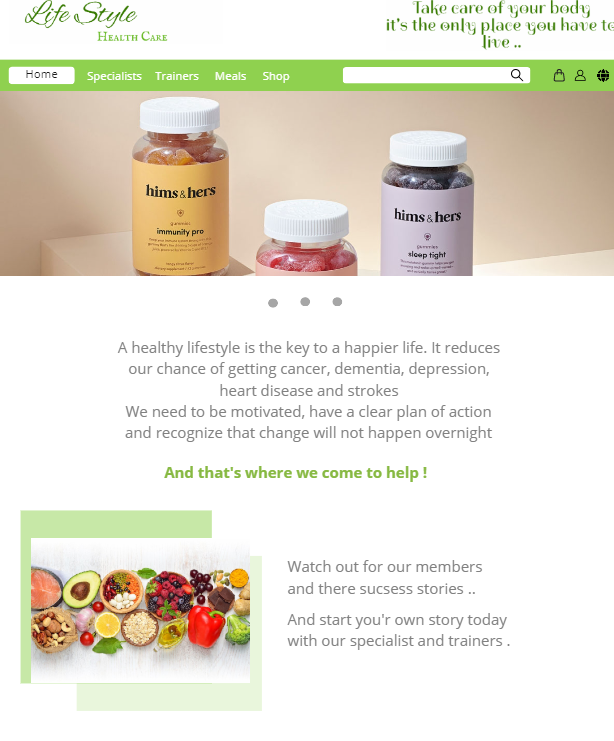 Life Style
Health Care
Take care of your body
it's the only place you have to
live ..
Home
Specialists
Trainers
Meals
Shop
hims & hers
gummies
immunity pro
hims & hers
gummies
sleep tight
A healthy lifestyle is the key to a happier life. It reduces
our chance of getting cancer, dementia, depression,
heart disease and strokes
We need to be motivated, have a clear plan of action
and recognize that change will not happen overnight
And that's where we come to help !
Watch out for our members
and there sucsess stories ..
And start you'r own story today
with our specialist and trainers .